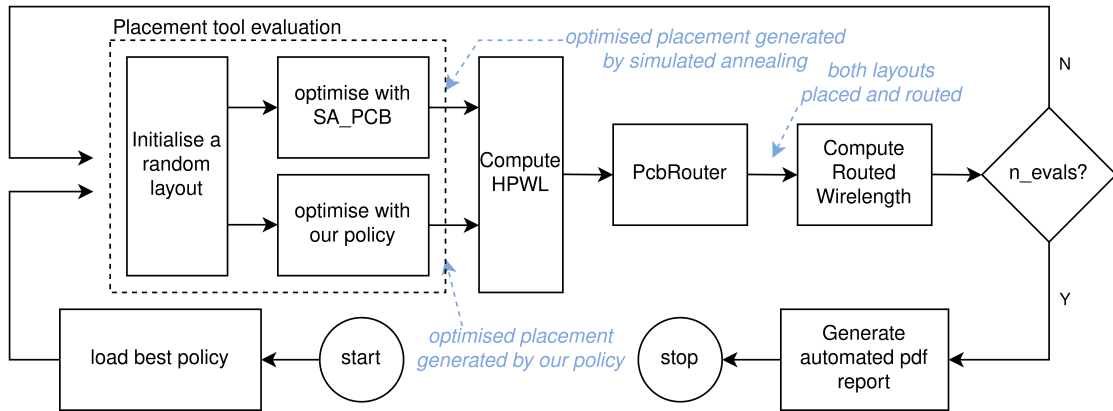 Placement tool evaluation
Initialise a
random
layout
optimise with
SA_PCB
optimise with
our policy
optimised placement generated
by simulated annealing
Compute
HPWL
both layouts
placed and routed
PcbRouter
Compute
Routed
Wirelength
N
n_evals?
Y
load best policy
start
optimised placement
generated by our policy
stop
Generate
automated pdf
report